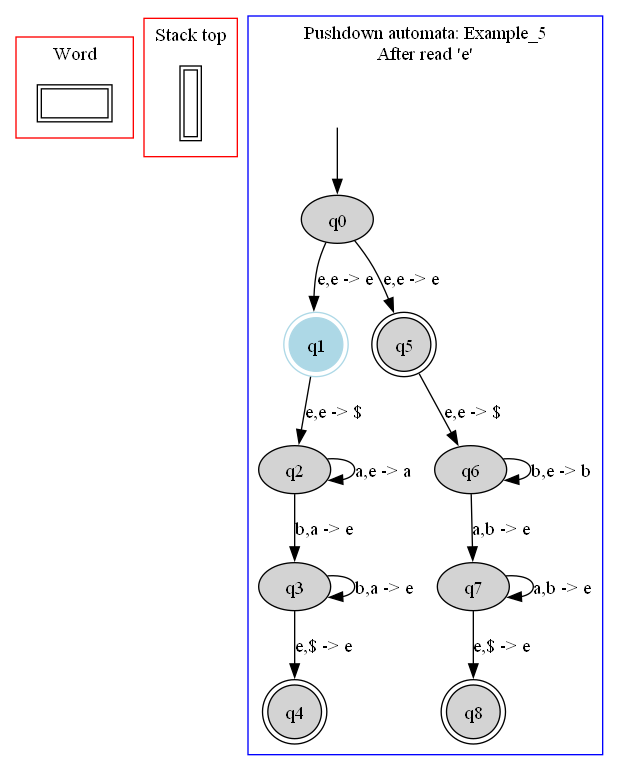 Word
Stack top
Pushdown automata: Example_5
After read 'e'
q0
e,e -> e
e,e -> e
q1
q5
e,e -> $
e,e -> $
q2
a,e -> a
q6
b,e -> b
b,a -> e
a,b -> e
q3
b,a -> e
q7
a,b -> e
e,$ -> e
e,$ -> e
q4
q8